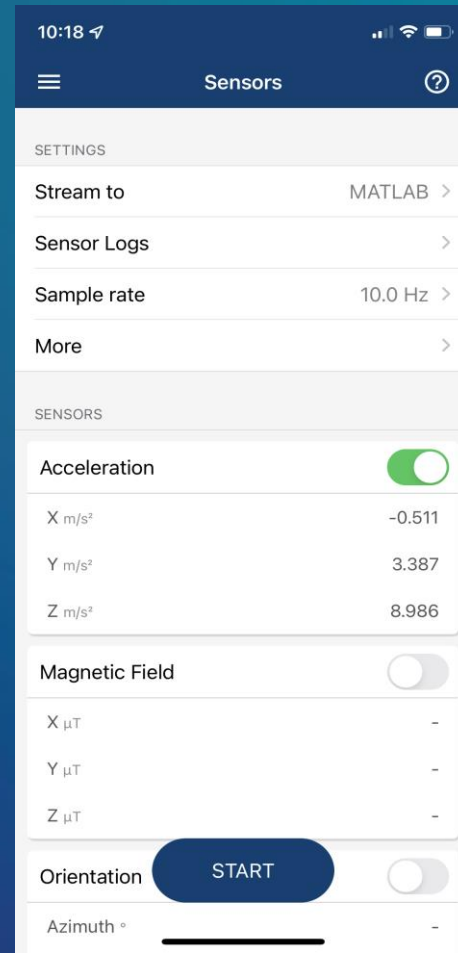 10:18
Sensors
SETTINGS
Stream to MATLAB
Sensor Logs
Sample rate 10.0 Hz
More
SENSORS
Acceleration
X m/s² -0.511
Y m/s² 3.387
Z m/s² 8.986
Magnetic Field
X µT -
Y µT -
Z µT -
Orientation
START
Azimuth ° -